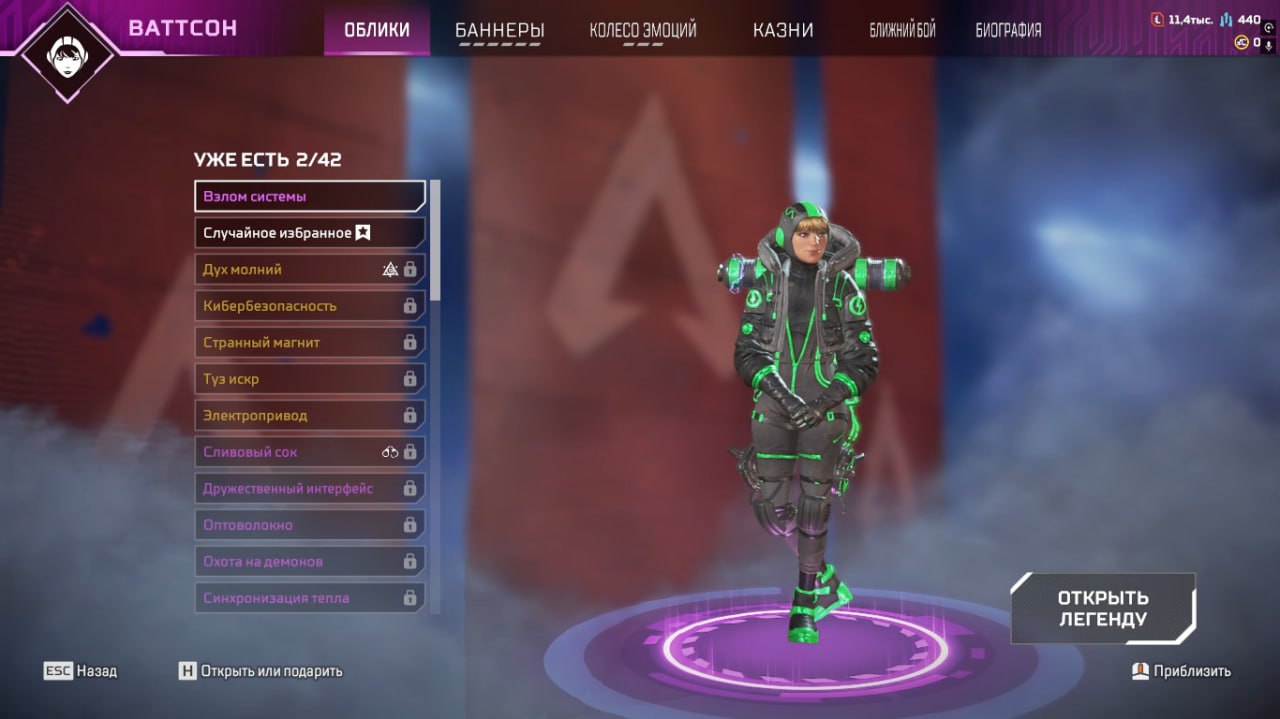 ВАТТСОН
ОБЛИКИ
БАННЕРЫ
КОЛЕСО ЭМОЦИЙ
КАЗНИ
БЛИЖНИЙ БОЙ
БИОГРАФИЯ
11,4тыс.
440
0
УЖЕ ЕСТЬ 2/42
Взлом системы
Случайное избранное
Дух молний
Кибербезопасность
Странный магнит
Туз искр
Электропривод
Сливовый сок
Дружественный интерфейс
Оптоволокно
Охота на демонов
Синхронизация тепла
ОТКРЫТЬ
ЛЕГЕНДУ
ESC Назад
H Открыть или подарить
Приблизить